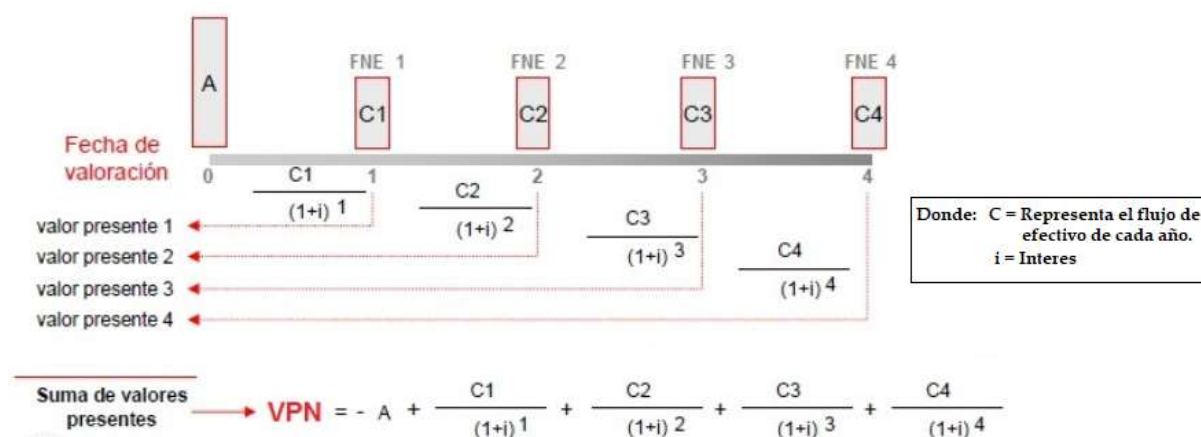 FNE 1 FNE 2 FNE 3 FNE 4
A
C1 C2 C3 C4
Fecha de
valoración
0 1 2 3 4
C1
(1+i) 1
C2
(1+i) 2
C3
(1+i) 3
C4
(1+i) 4
valor presente 1
valor presente 2
valor presente 3
valor presente 4
Donde: C = Representa el flujo de
efectivo de cada año.
i = Interes
Suma de valores
presentes
VPN = - A + C1 + C2 + C3 + C4
(1+i) 1 (1+i) 2 (1+i) 3 (1+i) 4